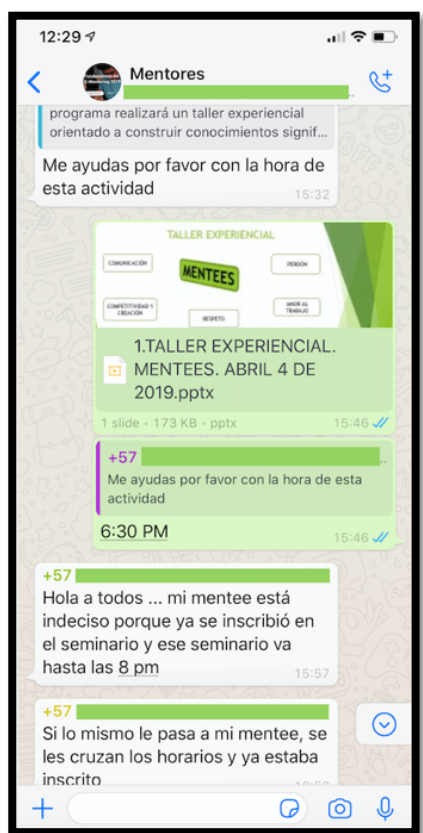 12:29
Mentores
programa realizará un taller experiencial
orientado a construir conocimientos signif...
Me ayudas por favor con la hora de
esta actividad
15:32
TALLER EXPERIENCIAL
COMUNICACIÓN
MENTEES
PERDÓN
COMPETITIVIDAD Y
CREACIÓN
RESPETO
AMOR AL
TRABAJO
1.TALLER EXPERIENCIAL.
MENTEES. ABRIL 4 DE
2019.pptx
1 slide · 173 KB · pptx
15:46
+57
Me ayudas por favor con la hora de esta
actividad
6:30 PM
15:46
+57
Hola a todos ... mi mentee está
indeciso porque ya se inscribió en
el seminario y ese seminario va
hasta las 8 pm
15:57
+57
Si lo mismo le pasa a mi mentee, se
les cruzan los horarios y ya estaba
inscrito